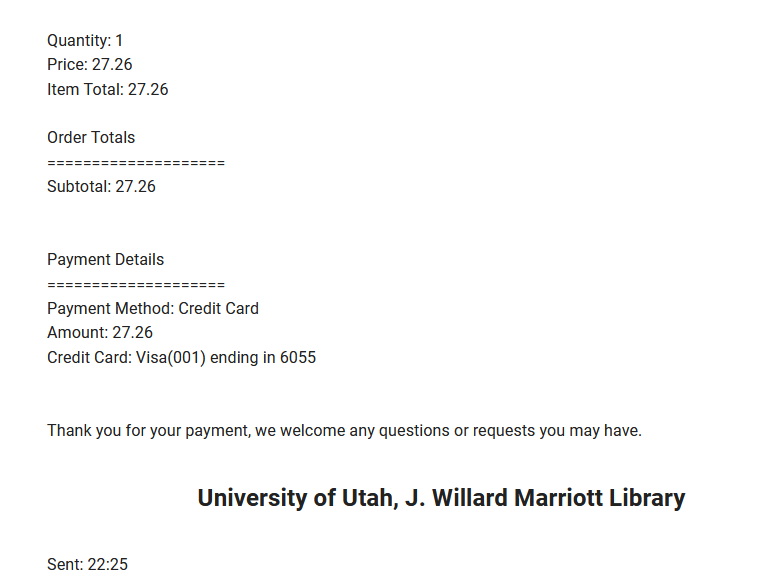 Quantity: 1
Price: 27.26
Item Total: 27.26
Order Totals
====================
Subtotal: 27.26
Payment Details
====================
Payment Method: Credit Card
Amount: 27.26
Credit Card: Visa(001) ending in 6055
Thank you for your payment, we welcome any questions or requests you may have.
University of Utah, J. Willard Marriott Library
Sent: 22:25